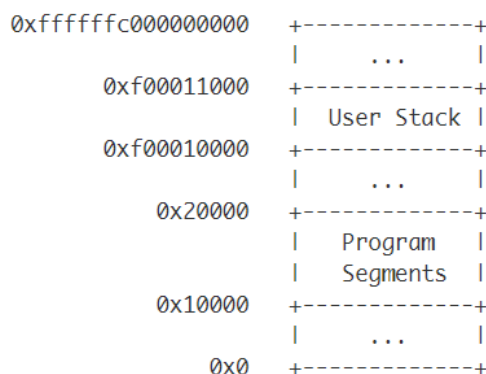 0xffffffc000000000 +-------------+
| ... |
0xf00011000 +-------------+
| User Stack |
0xf00010000 +-------------+
| ... |
0x20000 +-------------+
| Program |
| Segments |
0x10000 +-------------+
| ... |
0x0 +-------------+